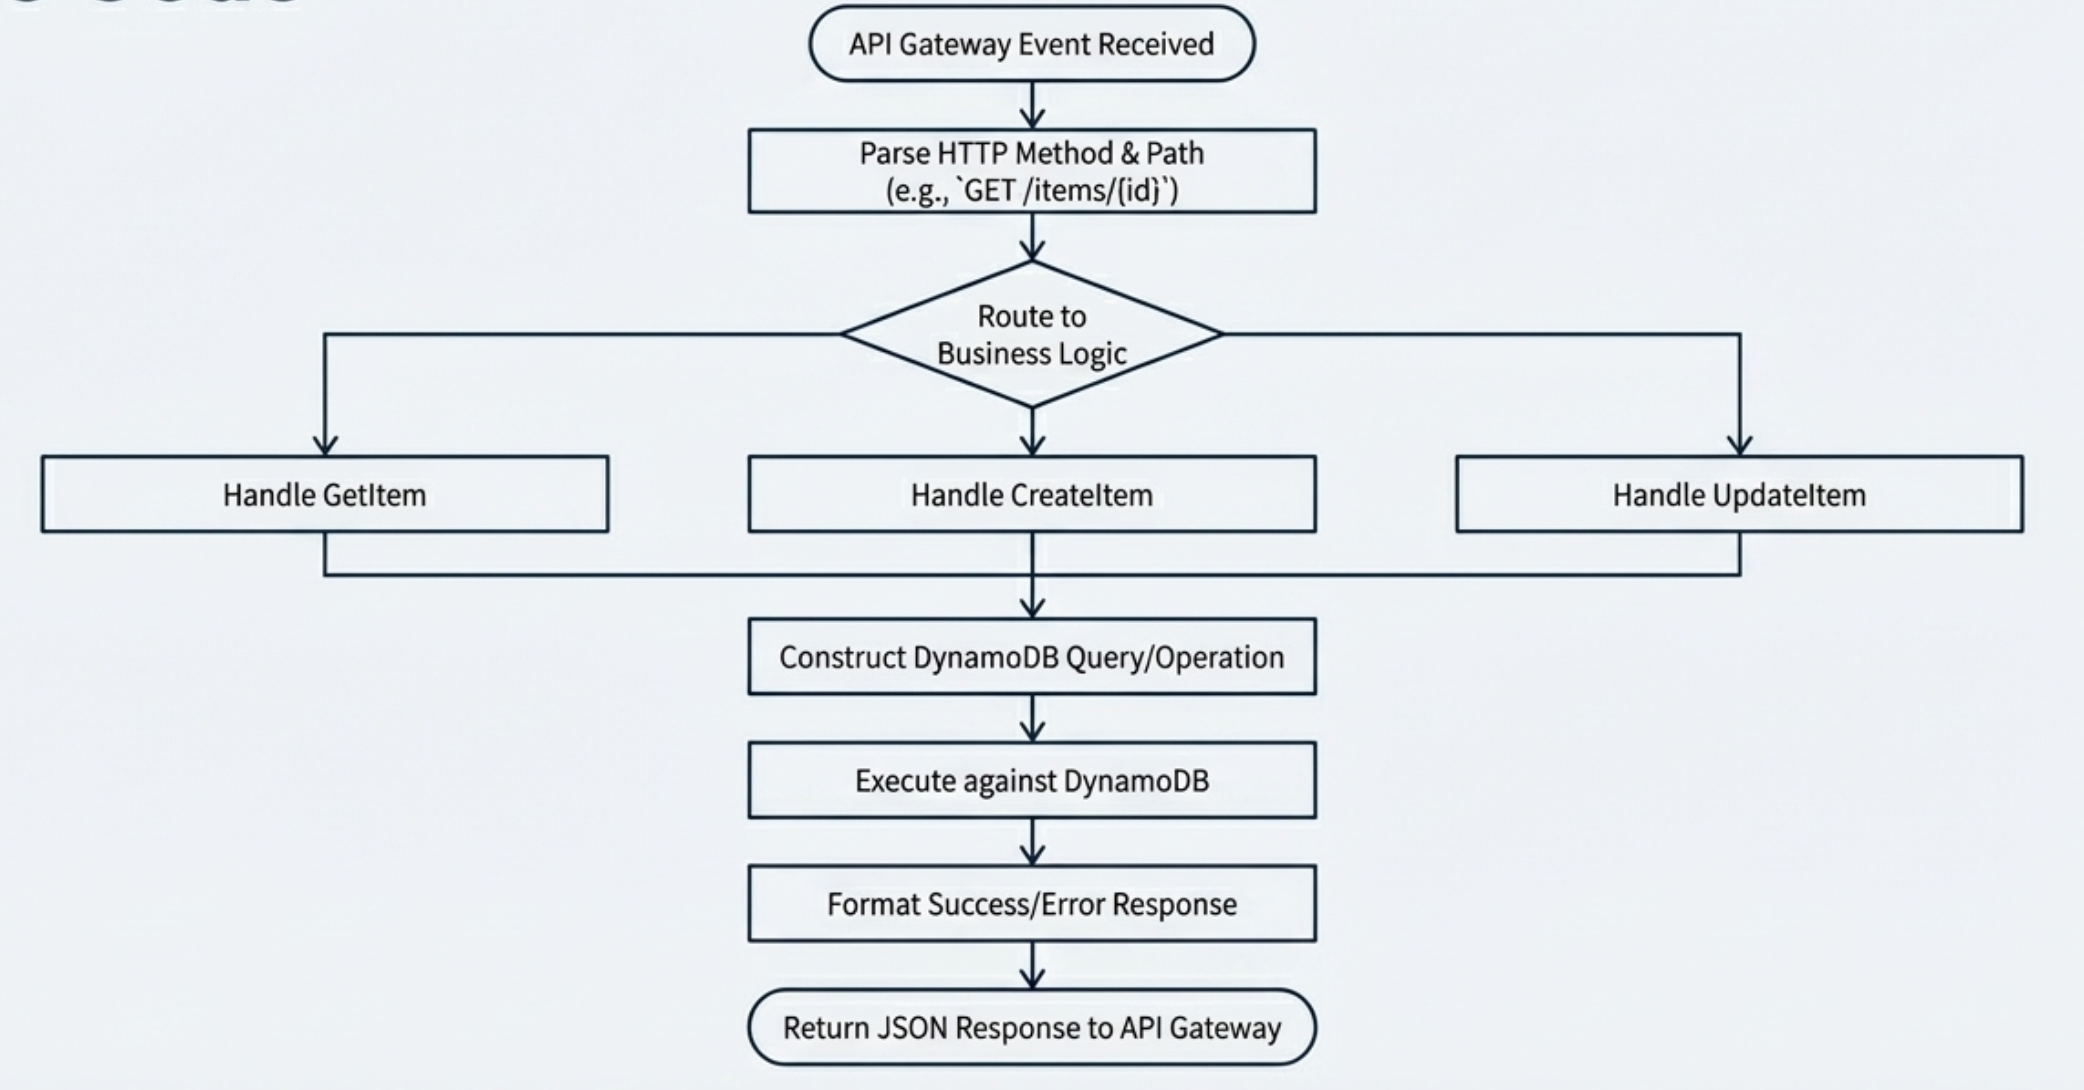 API Gateway Event Received
Parse HTTP Method & Path
(e.g., `GET /items/{id}`)
Route to
Business Logic
Handle GetItem
Handle CreateItem
Handle UpdateItem
Construct DynamoDB Query/Operation
Execute against DynamoDB
Format Success/Error Response
Return JSON Response to API Gateway